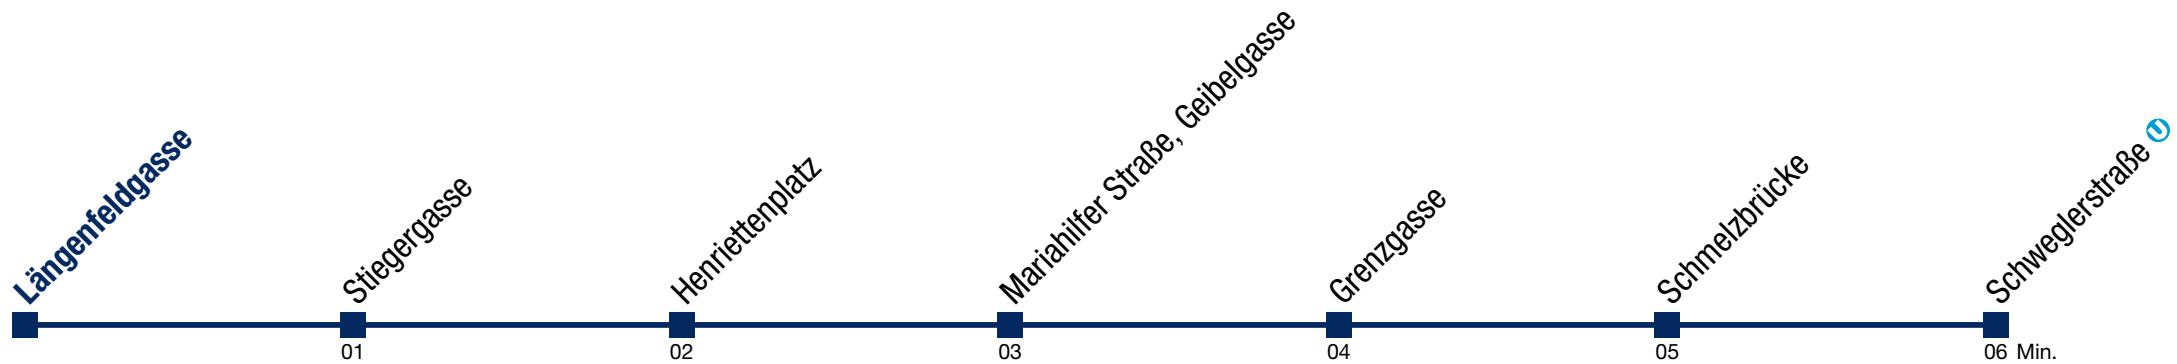 Längenfeldgasse
Stiegergasse
Henriettenplatz
Mariahilfer Straße, Geibelgasse
Grenzgasse
Schmelzbrücke
Schweglerstraße U
01
02
03
04
05
06 Min.